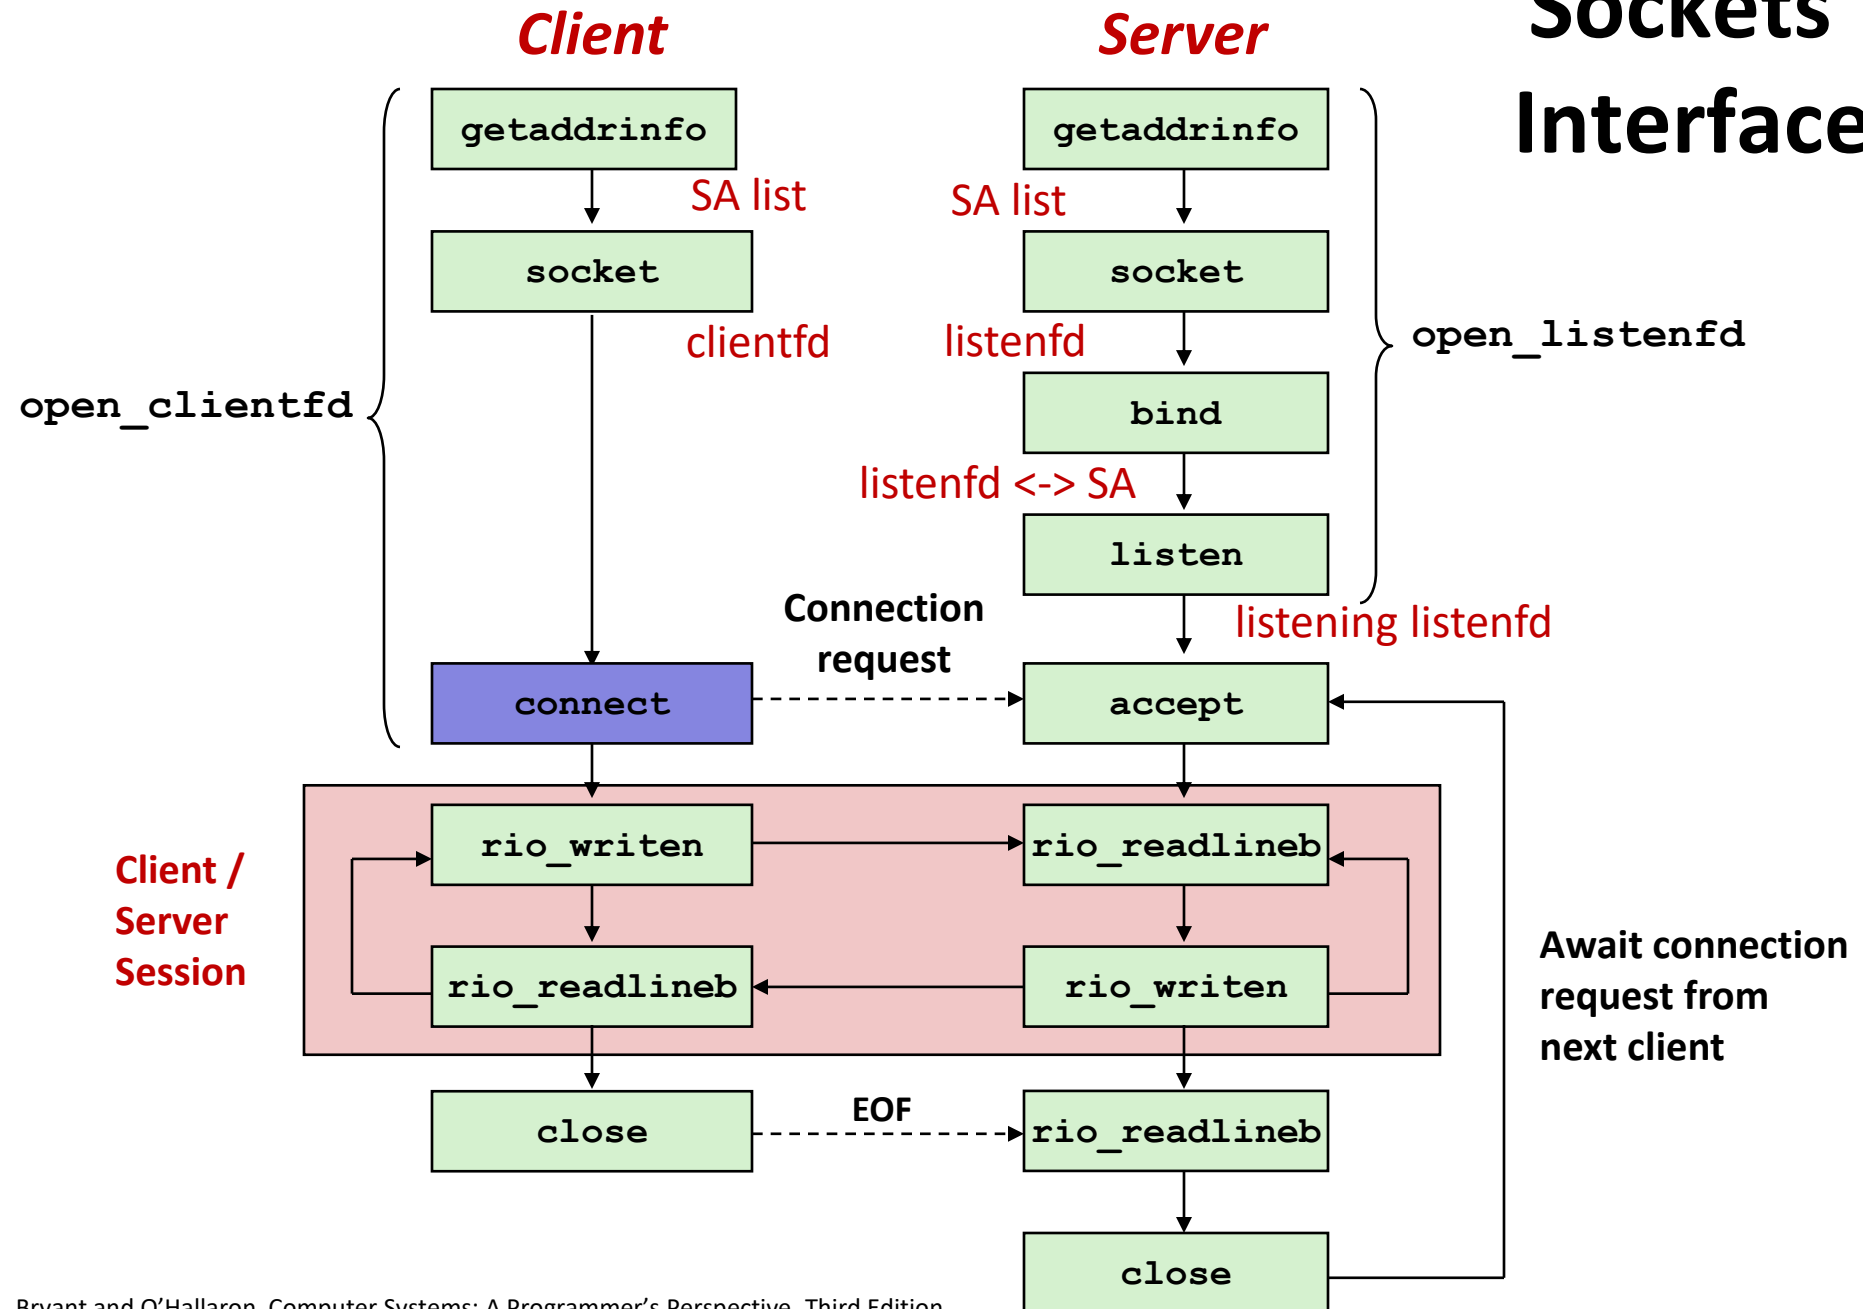 Sockets
Interface
Client
Server
getaddrinfo
getaddrinfo
SA list
SA list
socket
socket
clientfd
listenfd
open_clientfd
open_listenfd
bind
listenfd <-> SA
listen
Connection
request
listening listenfd
connect
accept
Client /
Server
Session
rio_writen
rio_readlineb
rio_readlineb
rio_writen
Await connection
request from
next client
close
EOF
rio_readlineb
close
Bryant and O'Hallaron, Computer Systems: A Programmer's Perspective, Third Edition